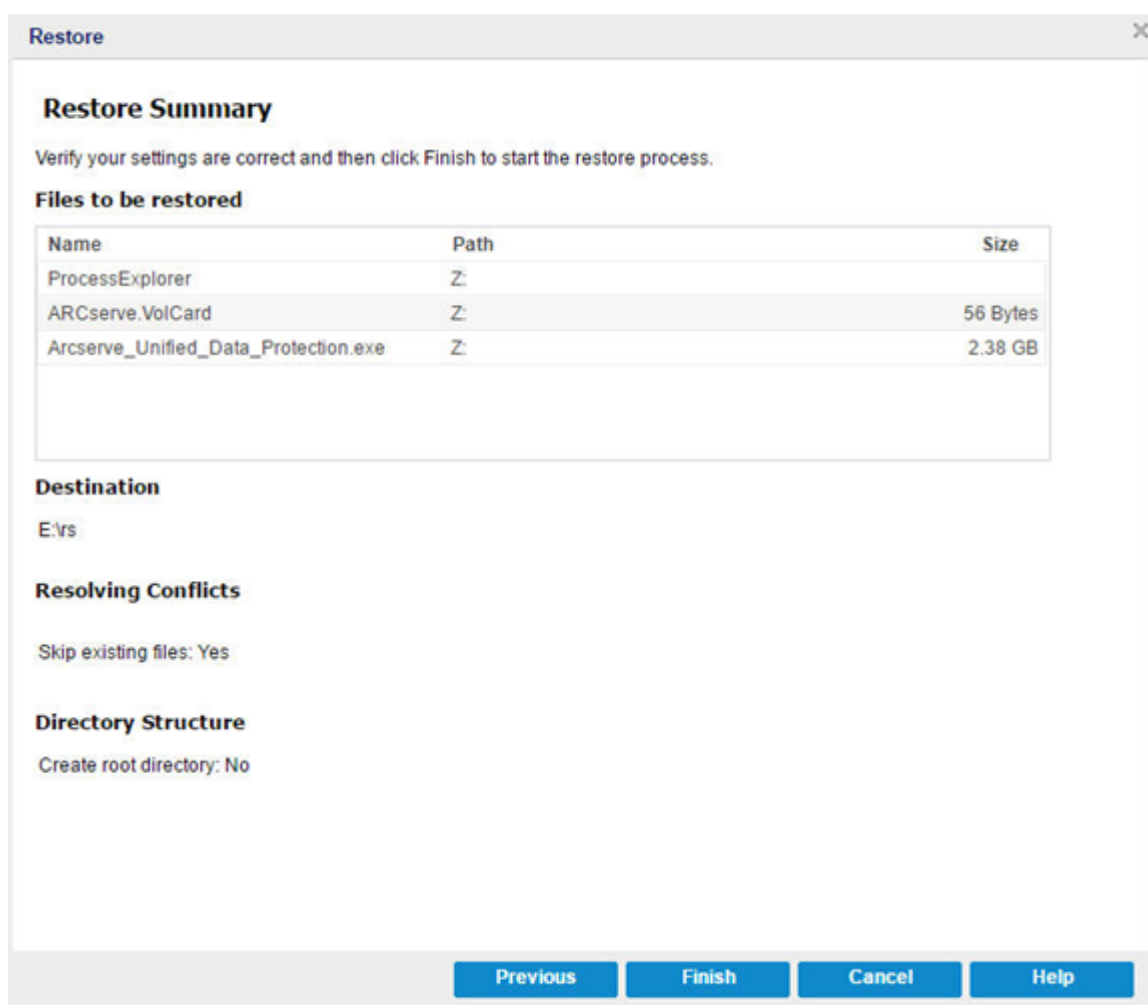 Restore
Restore Summary
Verify your settings are correct and then click Finish to start the restore process.
Files to be restored
Name Path Size
ProcessExplorer Z:
ARCserve.VolCard Z: 56 Bytes
Arcserve_Unified_Data_Protection.exe Z: 2.38 GB
Destination
E:\rs
Resolving Conflicts
Skip existing files: Yes
Directory Structure
Create root directory: No
Previous Finish Cancel Help